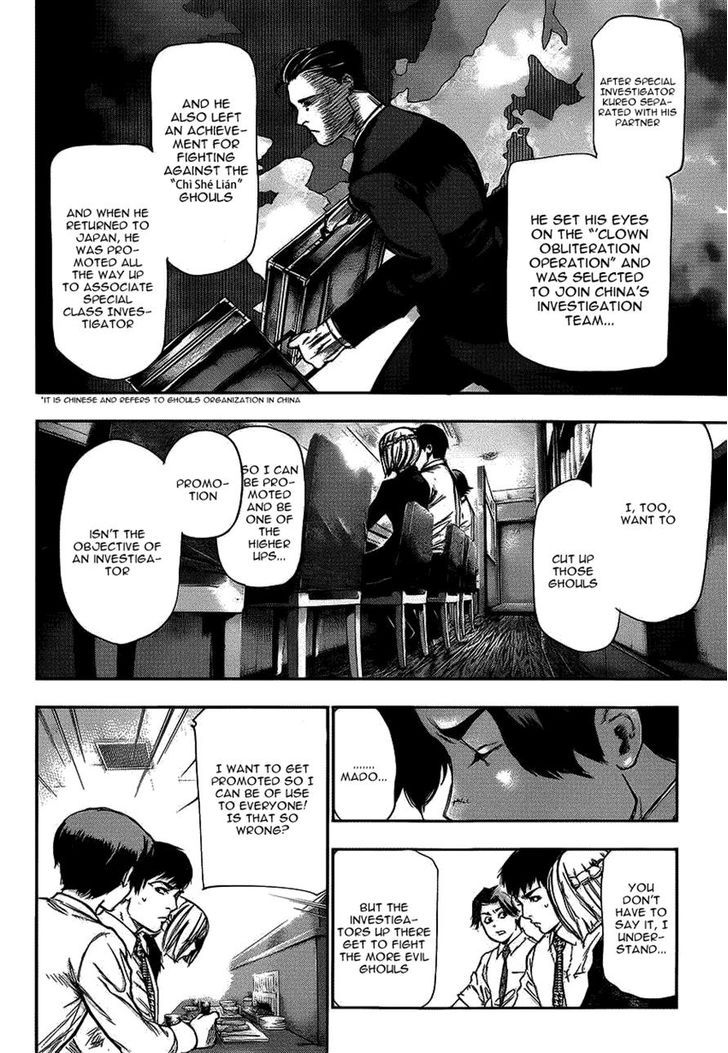 AFTER SPECIAL
INVESTIGATOR
KUREO SEPA-
RATED WITH HIS
PARTNER
HE SET HIS EYES
ON THE "'CLOWN
OBLITERATION
OPERATION" AND
WAS SELECTED
TO JOIN CHINA'S
INVESTIGATION
TEAM...
AND HE
ALSO LEFT
AN ACHIEVE-
MENT FOR
FIGHTING
AGAINST THE
"Chì Shé Lián"
GHOULS
AND WHEN HE
RETURNED TO
JAPAN, HE
WAS PRO-
MOTED ALL
THE WAY UP
TO ASSOCIATE
SPECIAL
CLASS INVES-
TIGATOR
*IT IS CHINESE AND REFERS TO GHOULS ORGANIZATION IN CHINA
I, TOO,
WANT TO
CUT UP
THOSE
GHOULS
SO I CAN
BE PRO-
MOTED
AND BE
ONE OF
THE
HIGHER
UPS...
PROMO-
TION
ISN'T THE
OBJECTIVE OF
AN INVESTIGA-
TOR
.......
MADO...
I WANT TO GET
PROMOTED SO I
CAN BE OF USE
TO EVERYONE!
IS THAT SO
WRONG?
YOU
DON'T
HAVE TO
SAY IT, I
UNDER-
STAND...
BUT THE
INVESTIGA-
TORS UP THERE
GET TO FIGHT
THE MORE EVIL
GHOULS